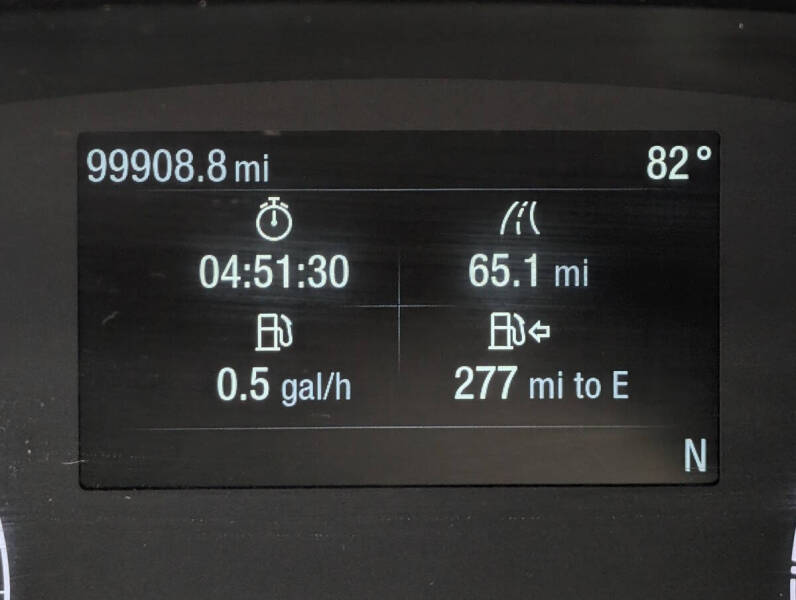 99908.8 mi 82°
04:51:30 65.1 mi
0.5 gal/h 277 mi to E
N